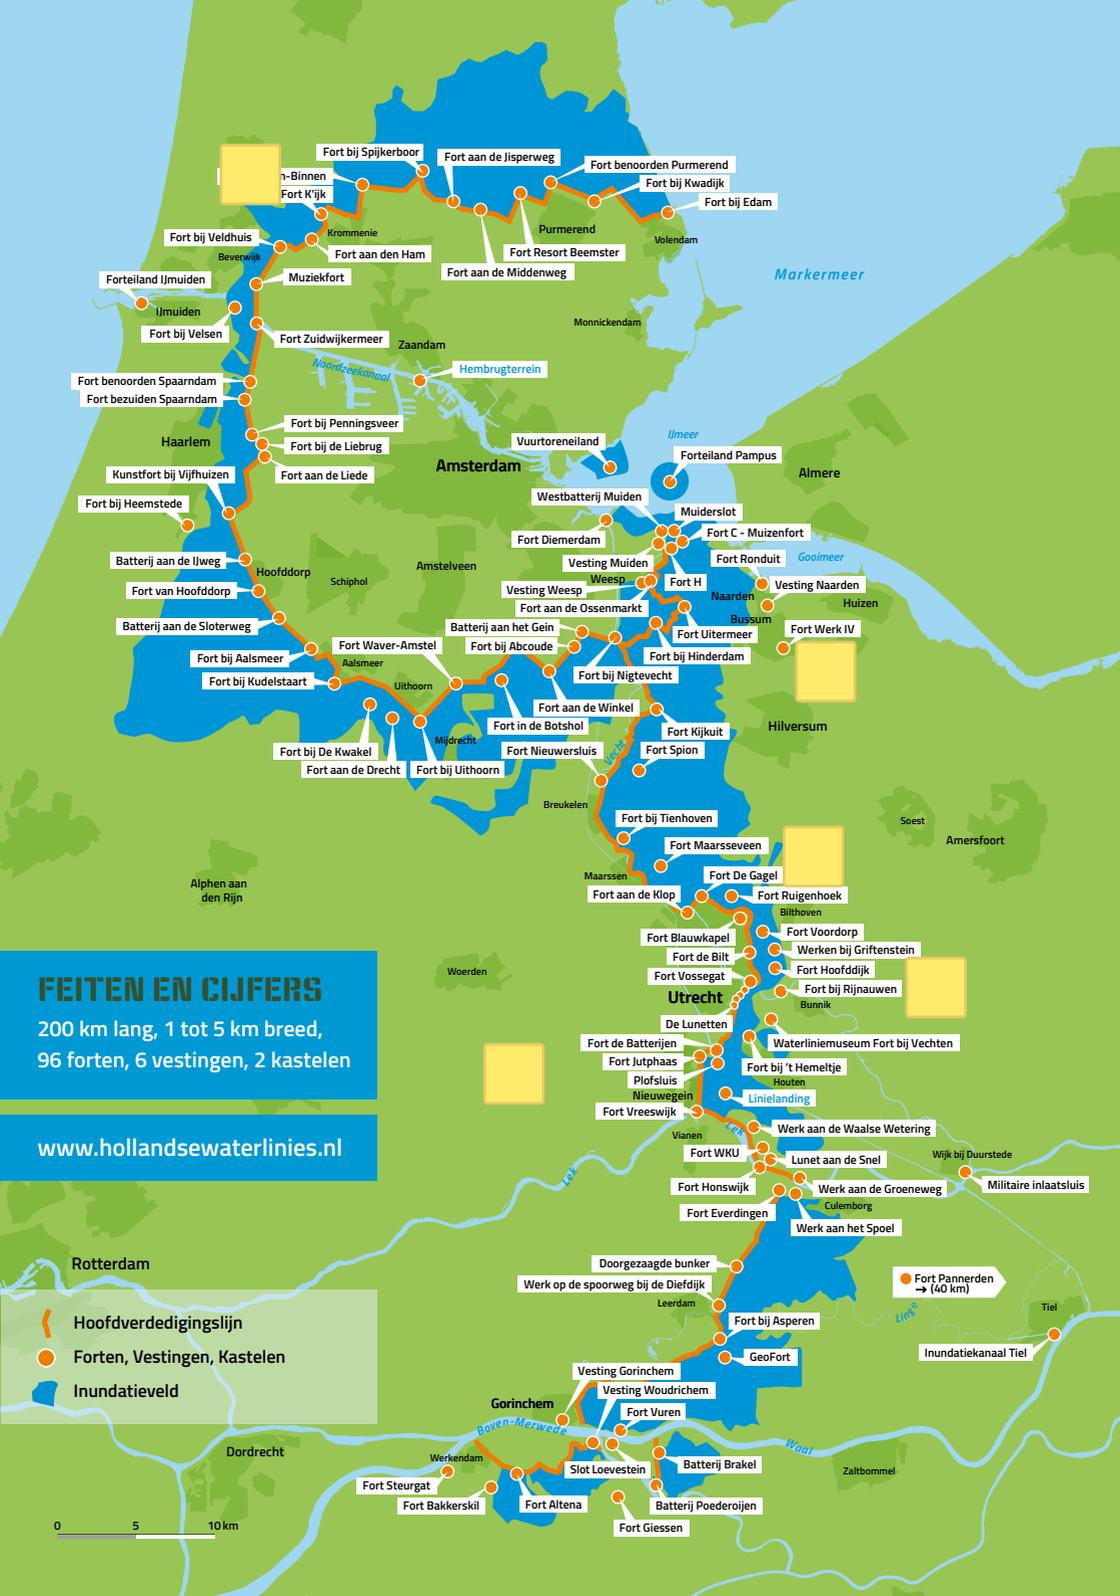 Fort bij Spijkerboor
Fort aan de Jisperweg
Fort benoorden Purmerend
n-Binnen
Fort bij Kwadijk
Fort K'ijk
Fort bij Edam
Krommenie
Purmerend
Fort bij Veldhuis
Volendam
Beverwijk
Fort aan den Ham
Fort Resort Beemster
Fort aan de Middenweg
Markermeer
Forteiland IJmuiden
Muziekfort
IJmuiden
Monnickendam
Fort bij Velsen
Fort Zuidwijkermeer
Zaandam
Noordzeekanaal
Hembrugterrein
Fort benoorden Spaarndam
Fort bezuiden Spaarndam
Fort bij Penningsveer
Haarlem
Fort bij de Liebrug
Vuurtoreneiland
IJmeer
Forteiland Pampus
Amsterdam
Kunstfort bij Vijfhuizen
Fort aan de Liede
Almere
Westbatterij Muiden
Fort bij Heemstede
Muiderslot
Fort Diemerdam
Fort C - Muizenfort
Batterij aan de IJweg
Vesting Muiden
Fort Ronduit
Gooimeer
Hoofddorp
Schiphol
Amstelveen
Weesp
Fort H
Vesting Naarden
Fort van Hoofddorp
Vesting Weesp
Naarden
Huizen
Fort aan de Ossenmarkt
Bussum
Batterij aan de Sloterweg
Batterij aan het Gein
Fort Uitermeer
Fort Werk IV
Fort Waver-Amstel
Fort bij Abcoude
Fort bij Aalsmeer
Aalsmeer
Fort bij Hinderdam
Fort bij Kudelstaart
Uithoorn
Fort bij Nigtevecht
Fort aan de Winkel
Fort in de Botshol
Hilversum
Fort Kijkuit
Mijdrecht
Fort bij De Kwakel
Fort Nieuwersluis
Vecht
Fort Spion
Fort aan de Drecht
Fort bij Uithoorn
Breukelen
Fort bij Tienhoven
Soest
Amersfoort
Fort Maarsseveen
Maarssen
Fort De Gagel
Alphen aan
den Rijn
Fort aan de Klop
Fort Ruigenhoek
Bilthoven
Fort Voordorp
Fort Blauwkapel
Werken bij Griftenstein
Fort de Bilt
Woerden
Fort Hoofddijk
Fort Vossegat
FEITEN EN CIJFERS
Fort bij Rijnauwen
Utrecht
Bunnik
200 km lang, 1 tot 5 km breed,
De Lunetten
96 forten, 6 vestingen, 2 kastelen
Fort de Batterijen
Waterliniemuseum Fort bij Vechten
Fort Jutphaas
Fort bij 't Hemeltje
Plofsluis
Houten
Nieuwegein
Linielanding
Fort Vreeswijk
Vianen
Lek
Werk aan de Waalse Wetering
www.hollandsewaterlinies.nl
Fort WKU
Lunet aan de Snel
Wijk bij Duurstede
Lek
Fort Honswijk
Werk aan de Groeneweg
Militaire inlaatsluis
Culemborg
Fort Everdingen
Werk aan het Spoel
Rotterdam
Doorgezaagde bunker
Fort Pannerden
→ (40 km)
Werk op de spoorweg bij de Diefdijk
Leerdam
Linge
Tiel
Hoofdverdedigingslijn
Fort bij Asperen
Inundatiekanaal Tiel
Forten, Vestingen, Kastelen
GeoFort
Vesting Gorinchem
Inundatieveld
Vesting Woudrichem
Gorinchem
Fort Vuren
Boven-Merwede
Waal
Dordrecht
Werkendam
Slot Loevestein
Batterij Brakel
Zaltbommel
Fort Steurgat
Fort Bakkerskil
Fort Altena
Batterij Poederoijen
Fort Giessen
0 5 10 km